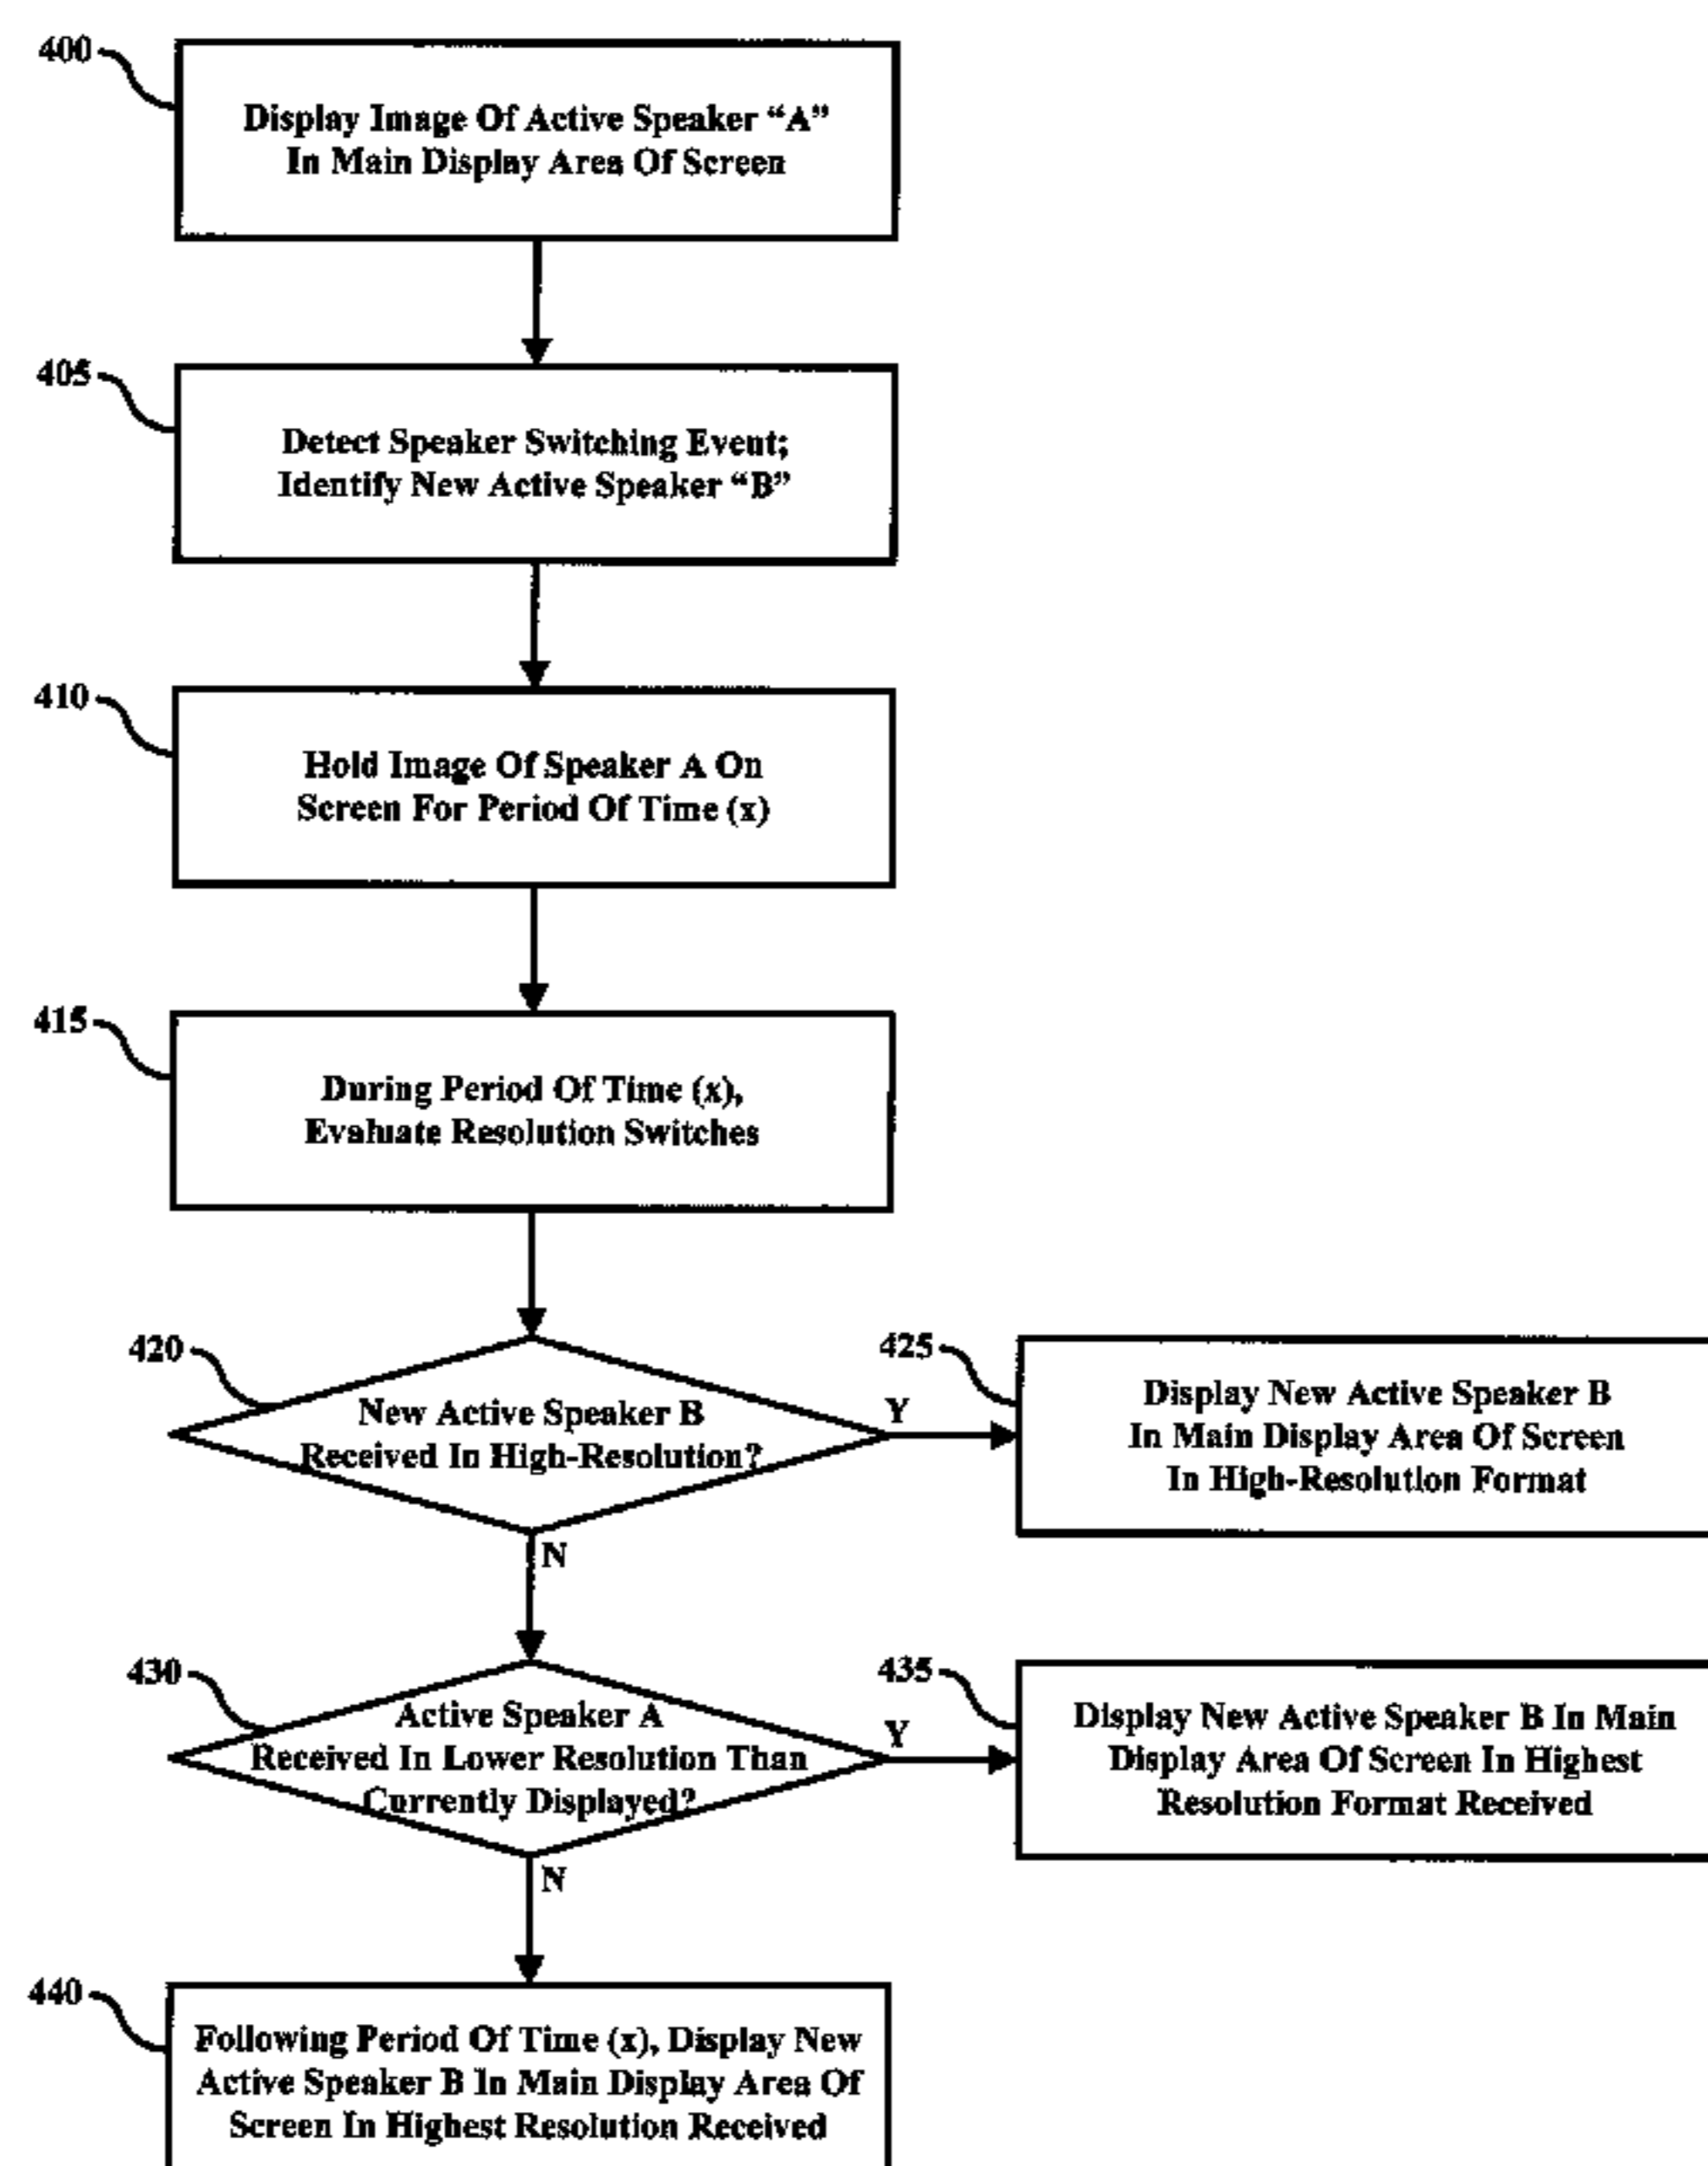 400
Display Image Of Active Speaker “A”
In Main Display Area Of Screen
405
Detect Speaker Switching Event;
Identify New Active Speaker “B”
410
Hold Image Of Speaker A On
Screen For Period Of Time (x)
415
During Period Of Time (x),
Evaluate Resolution Switches
420
New Active Speaker B
Received In High-Resolution?
Y
425
Display New Active Speaker B
In Main Display Area Of Screen
In High-Resolution Format
N
430
Active Speaker A
Received In Lower Resolution Than
Currently Displayed?
Y
435
Display New Active Speaker B In Main
Display Area Of Screen In Highest
Resolution Format Received
N
440
Following Period Of Time (x), Display New
Active Speaker B In Main Display Area Of
Screen In Highest Resolution Received